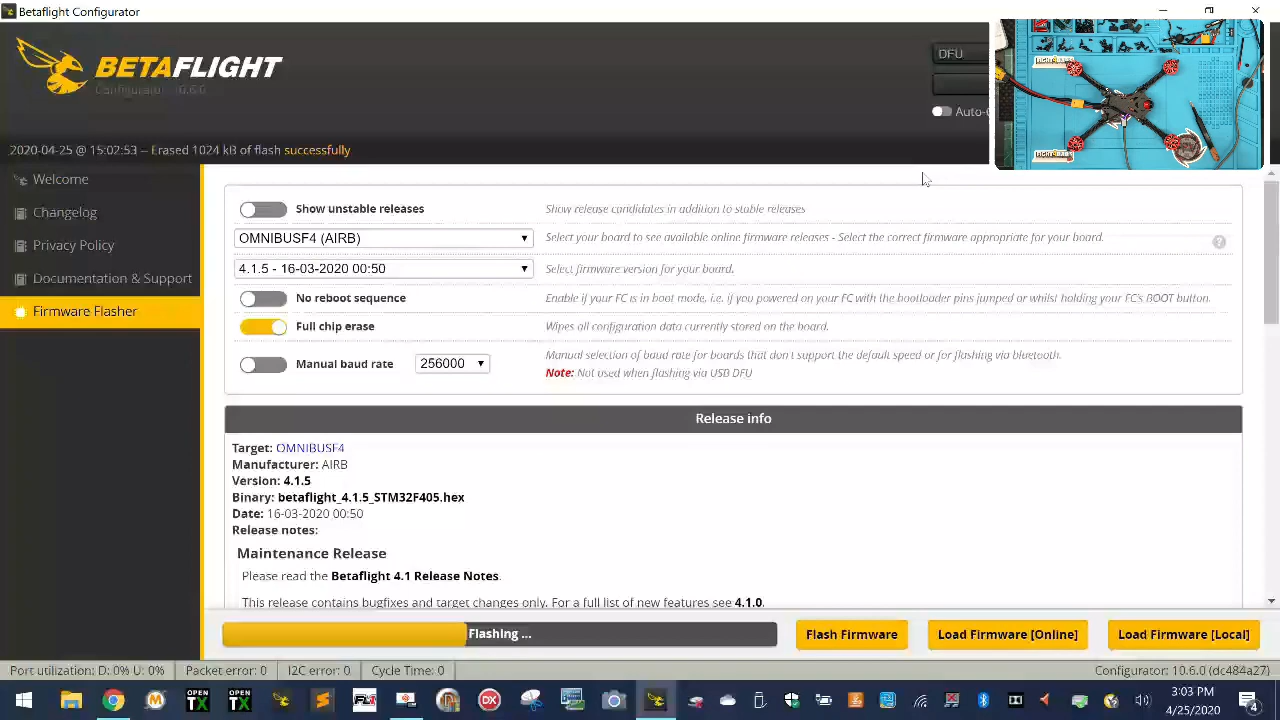 Betaflight Configurator
BETAFLIGHT
Configurator 10.6.0
DFU
2020-04-25 @ 15:02:53 -- Erased 1024 kB of flash successfully
Welcome
Changelog
Privacy Policy
Documentation & Support
Firmware Flasher
Show unstable releases
Show release candidates in addition to stable releases
OMNIBUSF4 (AIRB)
Select your board to see available online firmware releases - Select the correct firmware appropriate for your board.
?
4.1.5 - 16-03-2020 00:50
Select firmware version for your board.
No reboot sequence
Enable if your FC is in boot mode, i.e. if you powered on your FC with the bootloader pins jumped or whilst holding your FC's BOOT button.
Full chip erase
Wipes all configuration data currently stored on the board.
Manual baud rate
256000
Manual selection of baud rate for boards that don't support the default speed or for flashing via bluetooth.
Note: Not used when flashing via USB DFU
Release info
Target: OMNIBUSF4
Manufacturer: AIRB
Version: 4.1.5
Binary: betaflight_4.1.5_STM32F405.hex
Date: 16-03-2020 00:50
Release notes:
Maintenance Release
Please read the Betaflight 4.1 Release Notes.
This release contains bugfixes and target changes only. For a full list of new features see 4.1.0.
Flashing ...
Flash Firmware
Load Firmware [Online]
Load Firmware [Local]
Port utilization: D: 0% U: 0%
Packet error: 0
I2C error: 0
Cycle Time: 0
Configurator: 10.6.0 (dc484a27)
OPEN TX
OPEN TX
DX
3:03 PM
4/25/2020
4